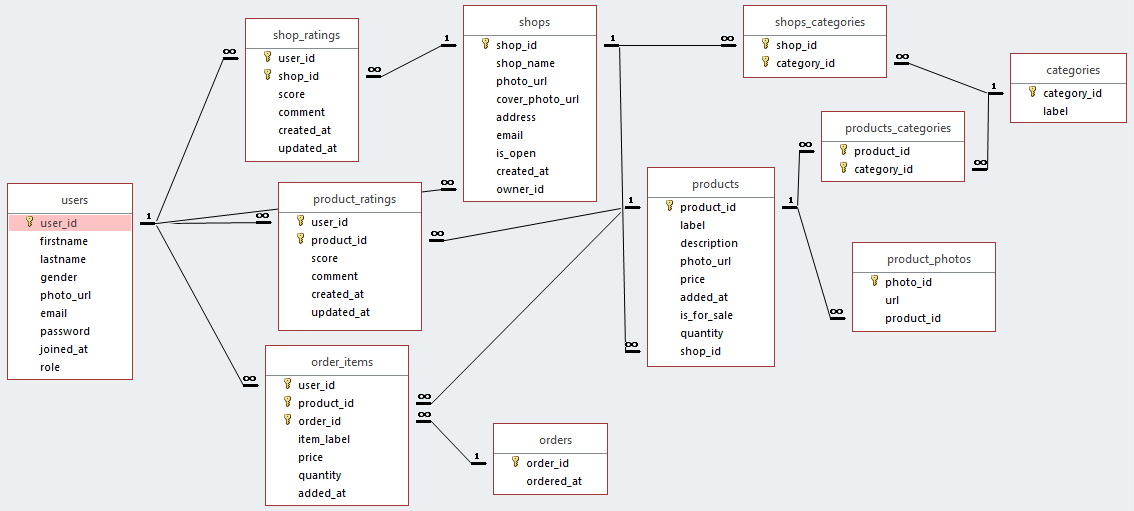 shop_ratings
user_id
shop_id
score
comment
created_at
updated_at
shops
shop_id
shop_name
photo_url
cover_photo_url
address
email
is_open
created_at
owner_id
shops_categories
shop_id
category_id
categories
category_id
label
products_categories
product_id
category_id
users
user_id
firstname
lastname
gender
photo_url
email
password
joined_at
role
product_ratings
user_id
product_id
score
comment
created_at
updated_at
products
product_id
label
description
photo_url
price
added_at
is_for_sale
quantity
shop_id
product_photos
photo_id
url
product_id
order_items
user_id
product_id
order_id
item_label
price
quantity
added_at
orders
order_id
ordered_at
1
∞
∞
1
1
∞
∞
1
∞
∞
∞
∞
∞
1
1
∞
∞
∞
∞
∞
1